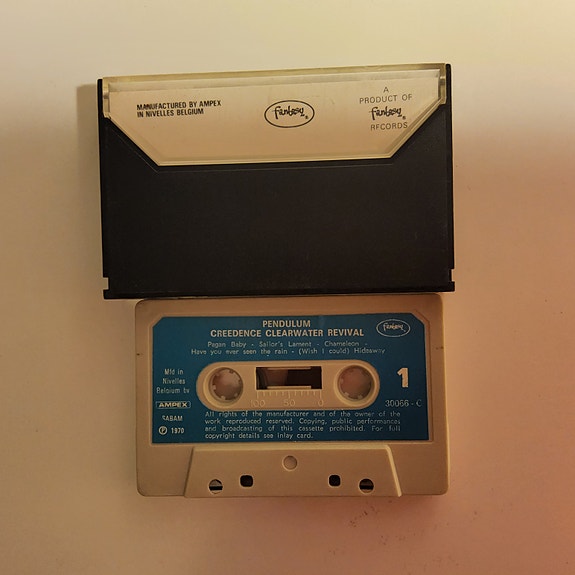 MANUFACTURED BY AMPEX
IN NIVELLES BELGIUM
Fantasy
A
PRODUCT OF
Fantasy
RECORDS
PENDULUM
CREEDENCE CLEARWATER REVIVAL
Fantasy
Pagan Baby - Sailor's Lament - Chameleon -
Have you ever seen the rain - (Wish I could) Hideaway
Mfd in
Nivelles
Belgium by
AMPEX
SABAM
Ⓟ 1970
100 50 0
1
30066 - C
All rights of the manufacturer and of the owner of the
work reproduced reserved. Copying, public performances
and broadcasting of this cassette prohibited. For full
copyright details see inlay card.